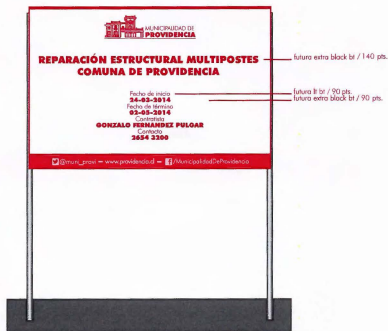 MUNICIPALIDAD DE
PROVIDENCIA
REPARACIÓN ESTRUCTURAL MULTIPOSTES
COMUNA DE PROVIDENCIA
futura extra black bt / 140 pts.
Fecha de inicio
24-03-2014
Fecha de término
02-05-2014
Contratista
GONZALO FERNANDEZ PULGAR
Contacto
2654 3200
futura lt bt / 90 pts.
futura extra black bt / 90 pts.
@muni_provi — www.providencia.cl — /MunicipalidadDeProvidencia